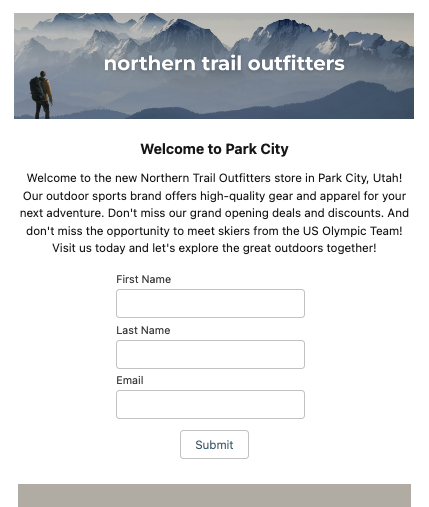 northern trail outfitters
Welcome to Park City
Welcome to the new Northern Trail Outfitters store in Park City, Utah!
Our outdoor sports brand offers high-quality gear and apparel for your
next adventure. Don't miss our grand opening deals and discounts. And
don't miss the opportunity to meet skiers from the US Olympic Team!
Visit us today and let's explore the great outdoors together!
First Name
Last Name
Email
Submit